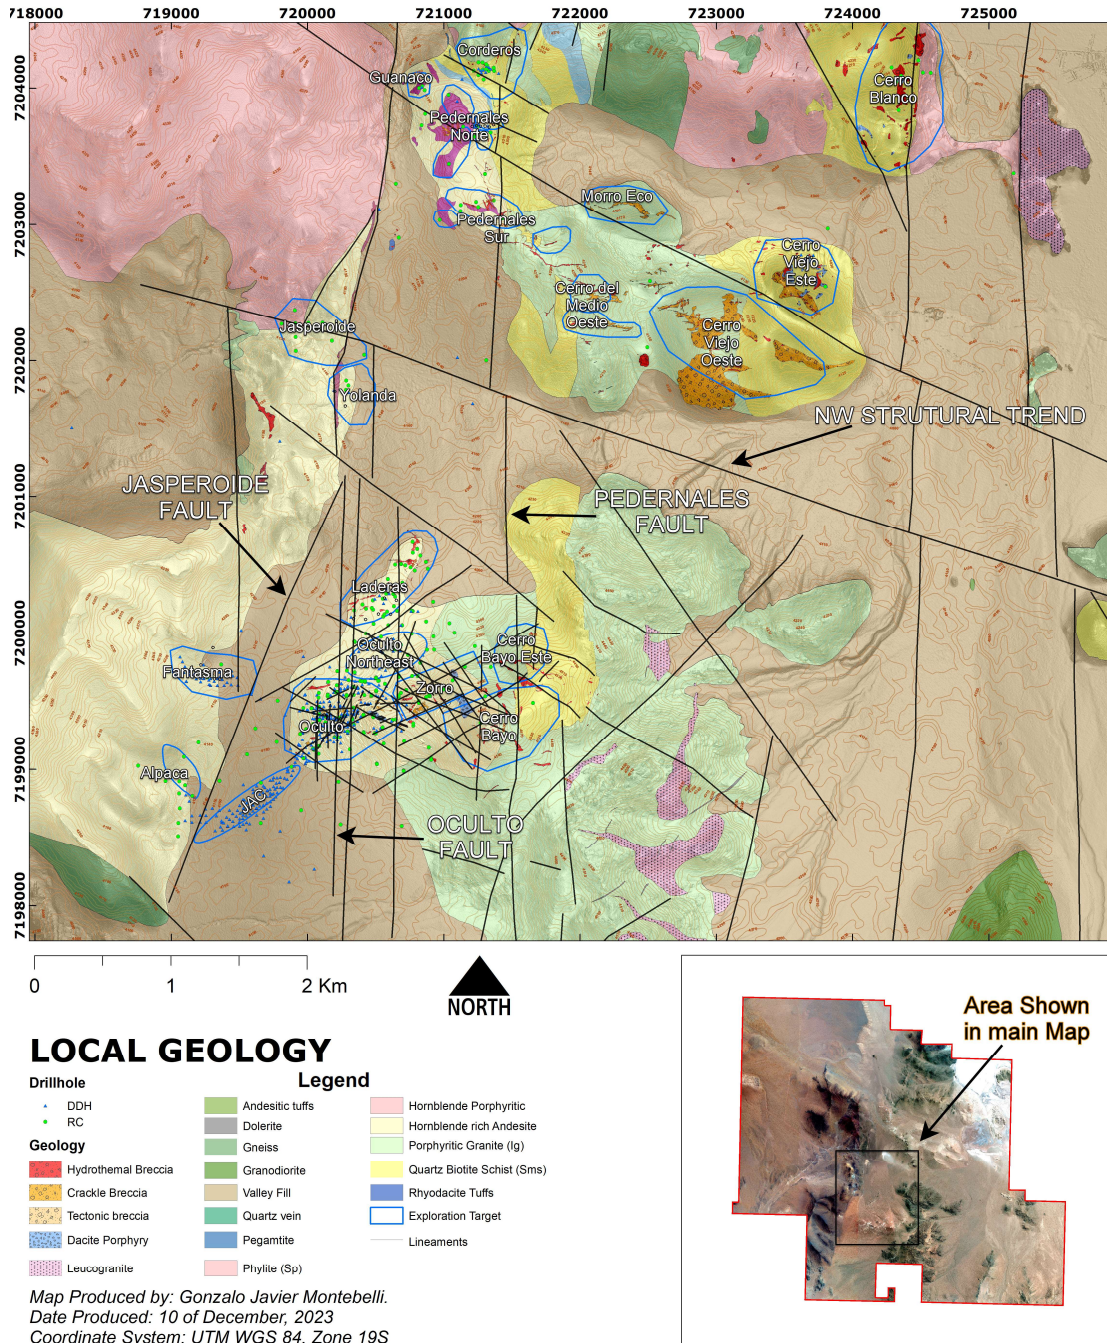 718000 719000 720000 721000 722000 723000 724000 725000
7204000
7203000
7202000
7201000
7200000
7199000
7198000
Corderos
Guanaco
Pedernales
Norte
Cerro
Blanco
Morro Eco
Pedernales
Sur
Cerro
Viejo
Este
Cerro del
Medio
Oeste
Jasperoide
Cerro
Viejo
Oeste
Yolanda
NW STRUTURAL TREND
JASPEROIDE
FAULT
PEDERNALES
FAULT
Laderas
Oculto
Northeast
Cerro
Bayo Este
Fantasma
Zorro
Oculto
Cerro
Bayo
Alpaca
JAC
OCULTO
FAULT
0 1 2 Km
NORTH
Area Shown
in main Map
LOCAL GEOLOGY
Legend
Drillhole
DDH
RC
Geology
Hydrothemal Breccia
Crackle Breccia
Tectonic breccia
Dacite Porphyry
Leucogranite
Andesitic tuffs
Dolerite
Gneiss
Granodiorite
Valley Fill
Quartz vein
Pegamtite
Phylite (Sp)
Hornblende Porphyritic
Hornblende rich Andesite
Porphyritic Granite (Ig)
Quartz Biotite Schist (Sms)
Rhyodacite Tuffs
Exploration Target
Lineaments
Map Produced by: Gonzalo Javier Montebelli.
Date Produced: 10 of December, 2023
Coordinate System: UTM WGS 84, Zone 19S